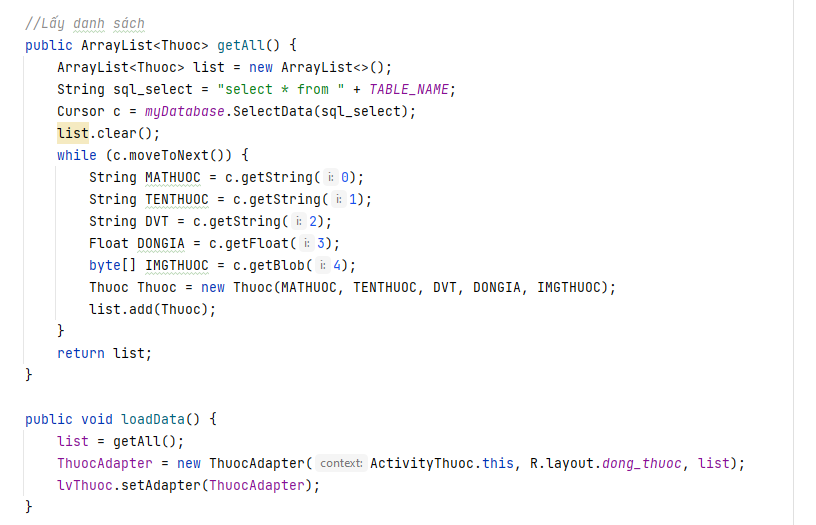 //Lấy danh sách
public ArrayList<Thuoc> getAll() {
    ArrayList<Thuoc> list = new ArrayList<>();
    String sql_select = "select * from " + TABLE_NAME;
    Cursor c = myDatabase.SelectData(sql_select);
    list.clear();
    while (c.moveToNext()) {
        String MATHUOC = c.getString( i: 0);
        String TENTHUOC = c.getString( i: 1);
        String DVT = c.getString( i: 2);
        Float DONGIA = c.getFloat( i: 3);
        byte[] IMGTHUOC = c.getBlob( i: 4);
        Thuoc Thuoc = new Thuoc(MATHUOC, TENTHUOC, DVT, DONGIA, IMGTHUOC);
        list.add(Thuoc);
    }
    return list;
}

public void loadData() {
    list = getAll();
    ThuocAdapter = new ThuocAdapter( context: ActivityThuoc.this, R.layout.dong_thuoc, list);
    lvThuoc.setAdapter(ThuocAdapter);
}